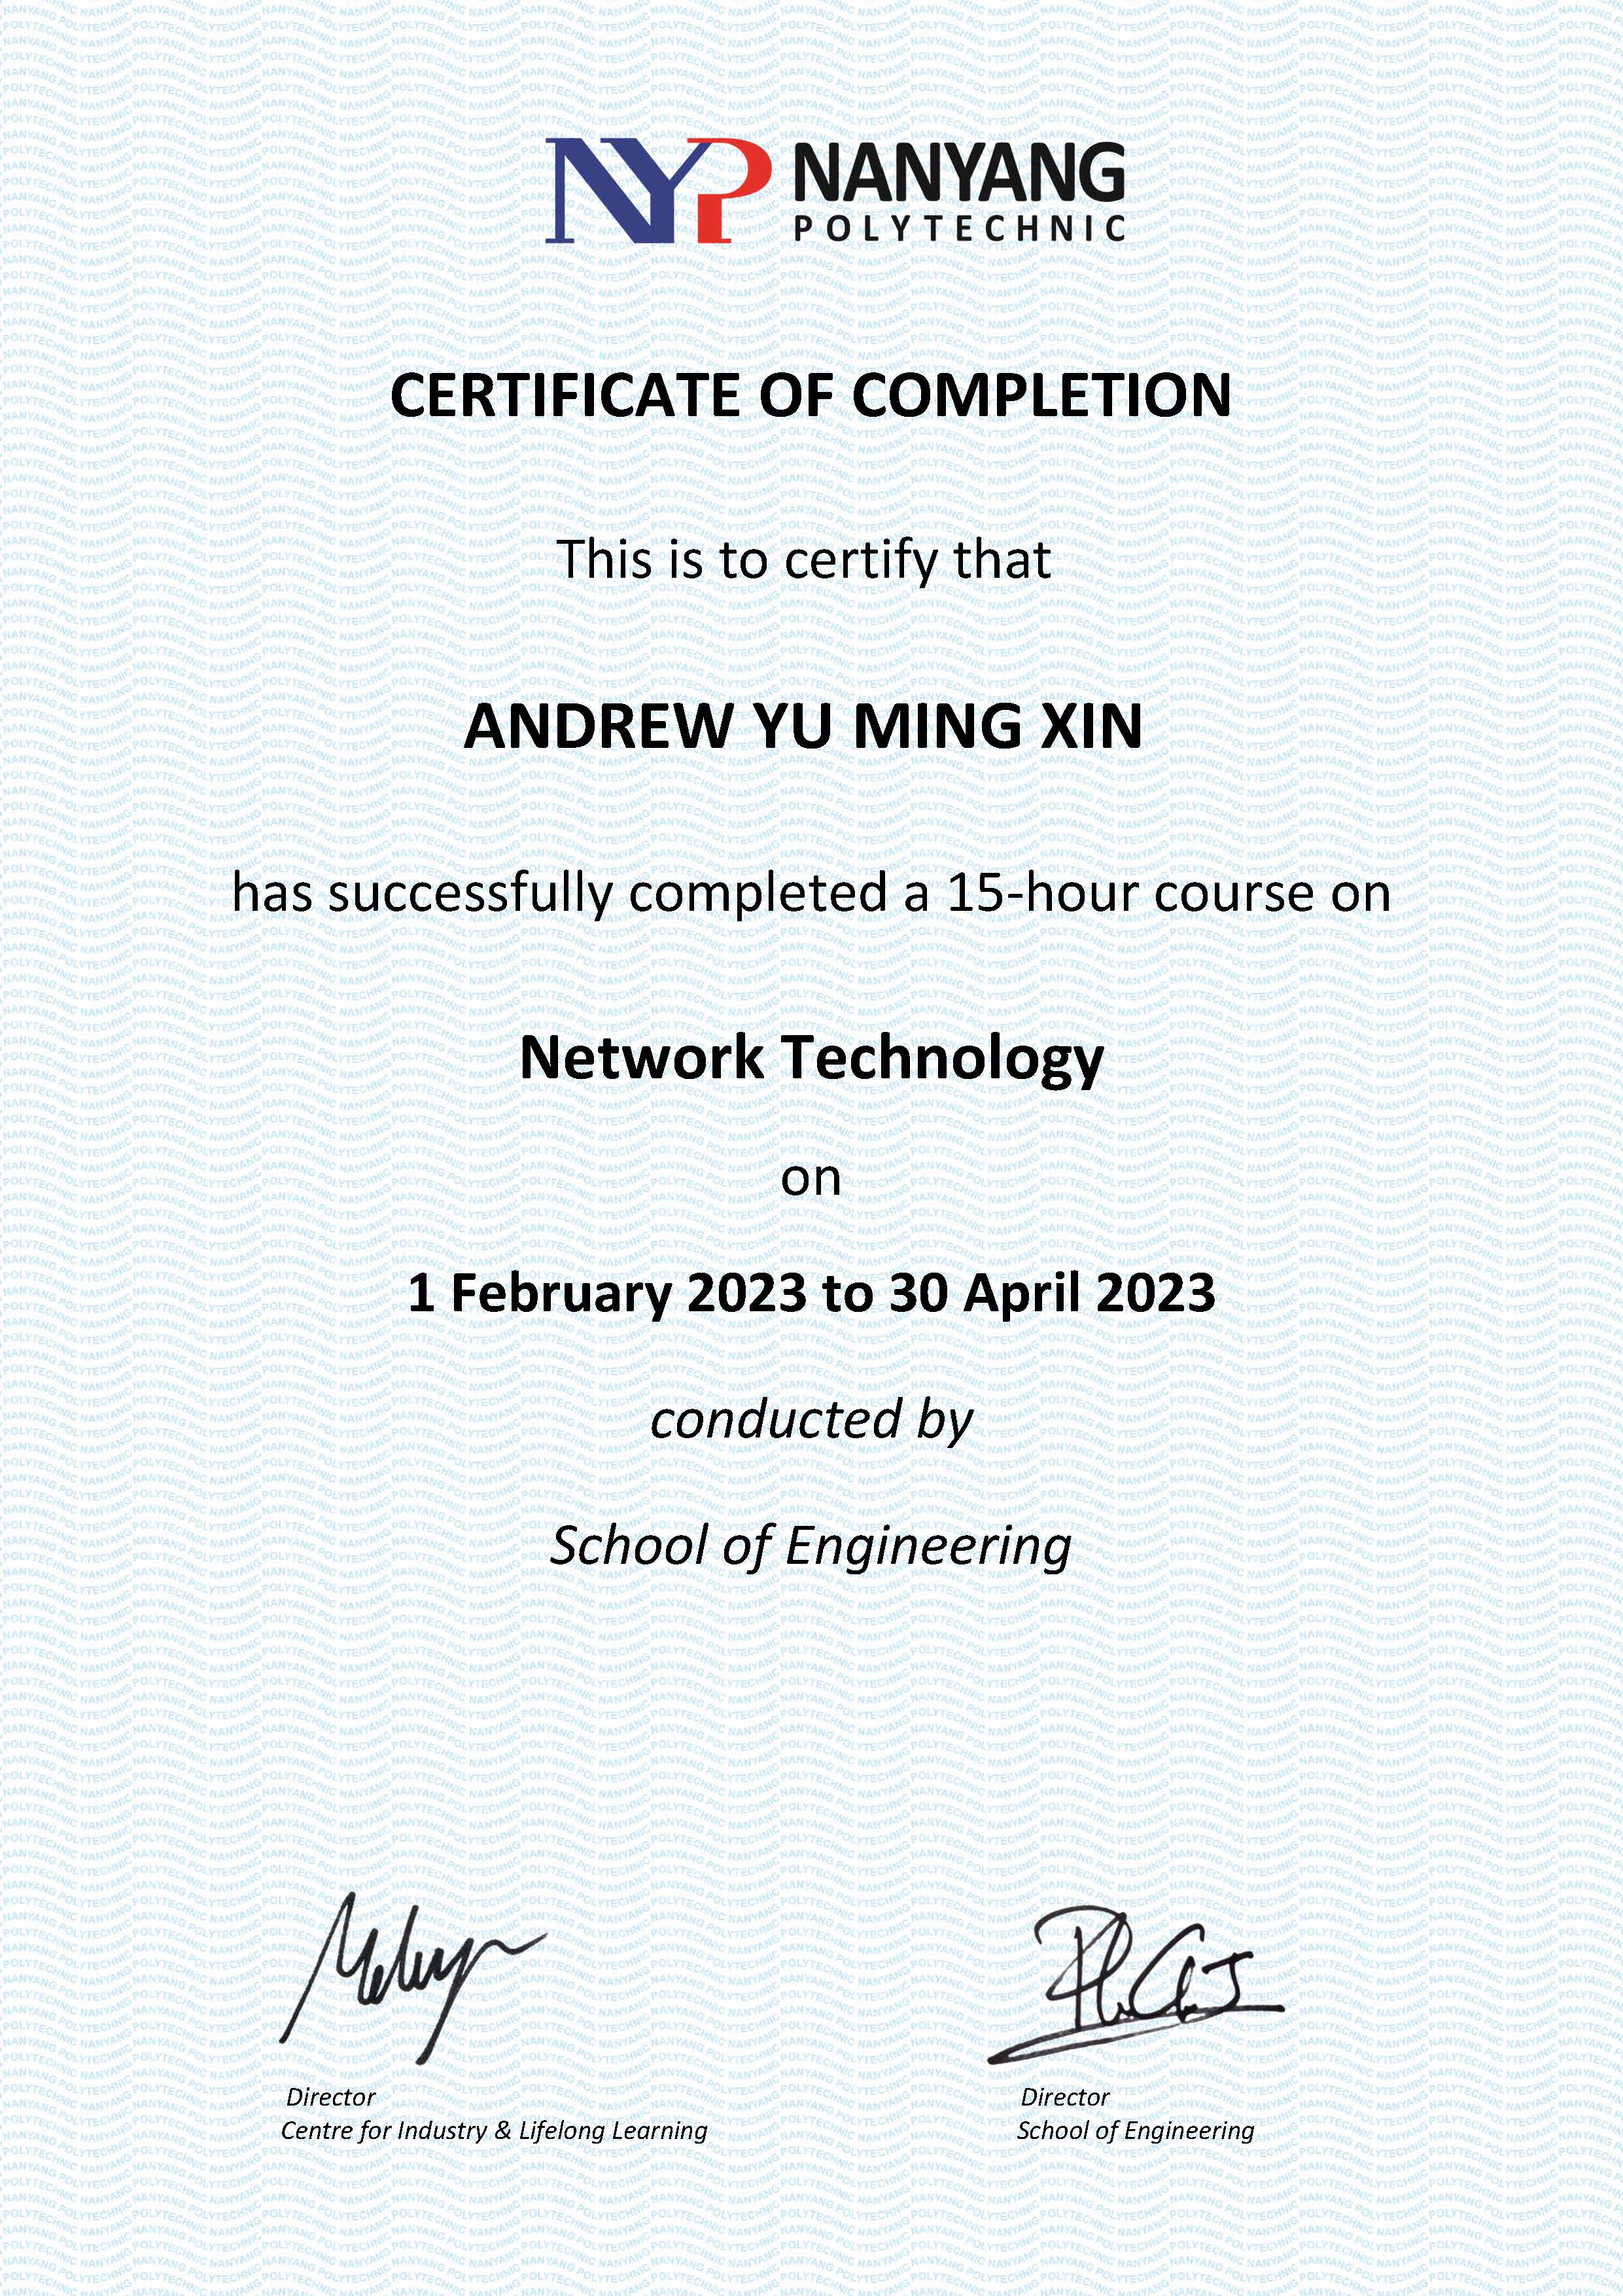 NYP NANYANG
POLYTECHNIC
CERTIFICATE OF COMPLETION
This is to certify that
ANDREW YU MING XIN
has successfully completed a 15-hour course on
Network Technology
on
1 February 2023 to 30 April 2023
conducted by
School of Engineering
Director
Centre for Industry & Lifelong Learning
Director
School of Engineering